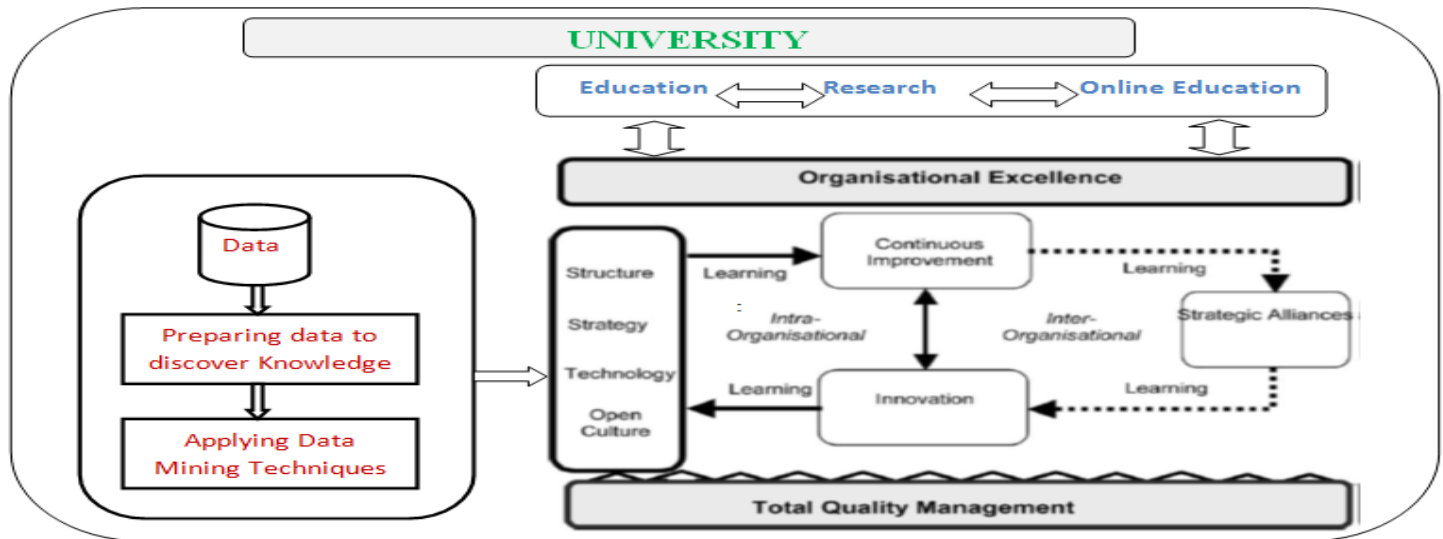 UNIVERSITY
Education
Research
Online Education
Organisational Excellence
Data
Preparing data to
discover Knowledge
Applying Data
Mining Techniques
Structure
Strategy
Technology
Open
Culture
Learning
Continuous
Improvement
Learning
:
Intra-
Organisational
Inter-
Organisational
Strategic Alliances
Learning
Innovation
Learning
Total Quality Management